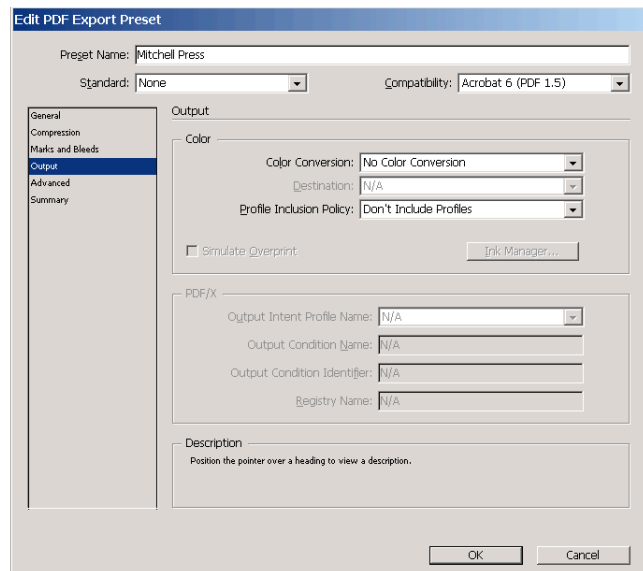 Edit PDF Export Preset
Preset Name: Mitchell Press
Standard: None Compatibility: Acrobat 6 (PDF 1.5)
General
Compression
Marks and Bleeds
Output
Advanced
Summary
Output
Color
Color Conversion: No Color Conversion
Destination: N/A
Profile Inclusion Policy: Don't Include Profiles
Simulate Overprint Ink Manager...
PDF/X
Output Intent Profile Name: N/A
Output Condition Name: N/A
Output Condition Identifier: N/A
Registry Name: N/A
Description
Position the pointer over a heading to view a description.
OK Cancel